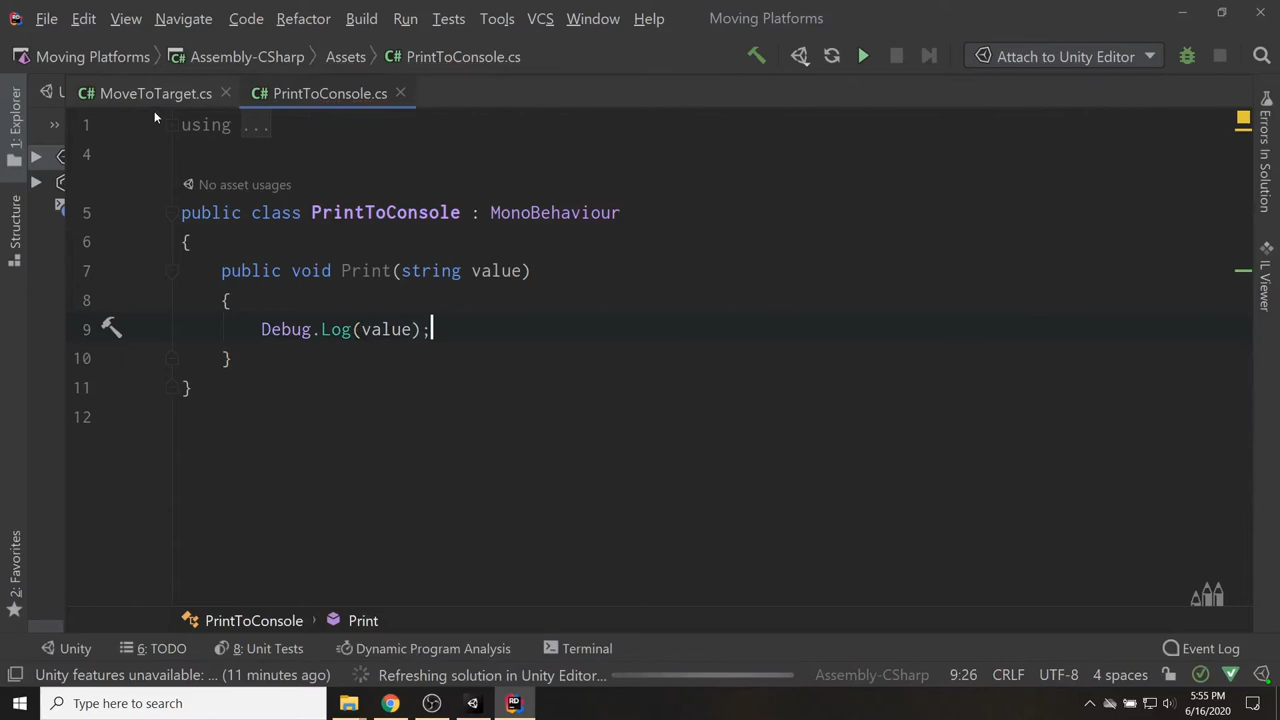 File Edit View Navigate Code Refactor Build Run Tests Tools VCS Window Help Moving Platforms
Moving Platforms Assembly-CSharp Assets C# PrintToConsole.cs Attach to Unity Editor
C# MoveToTarget.cs C# PrintToConsole.cs
1: Explorer
Structure
2: Favorites
1 using ...
4
No asset usages
5 public class PrintToConsole : MonoBehaviour
6 {
7 public void Print(string value)
8 {
9 Debug.Log(value);
10 }
11 }
12
Errors In Solution
IL Viewer
PrintToConsole Print
Unity 6: TODO 8: Unit Tests Dynamic Program Analysis Terminal Event Log
Unity features unavailable: ... (11 minutes ago) Refreshing solution in Unity Editor... Assembly-CSharp 9:26 CRLF UTF-8 4 spaces
Type here to search
5:55 PM
6/16/2020